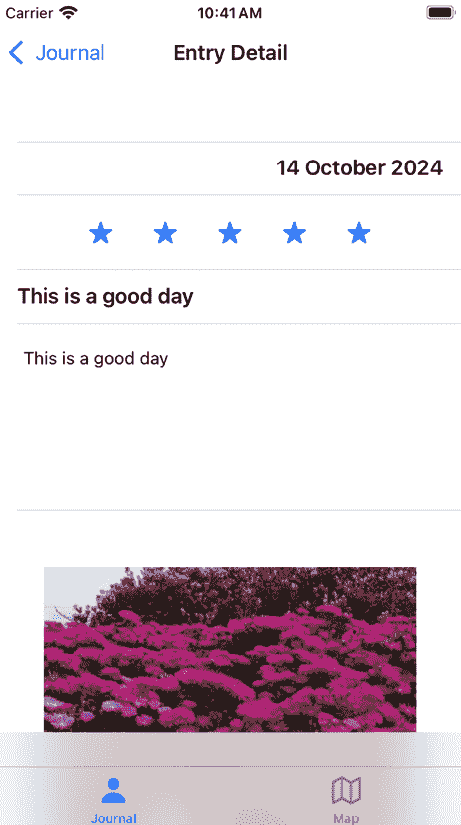 Carrier 10:41 AM
Journal Entry Detail
14 October 2024
This is a good day
This is a good day
Journal Map